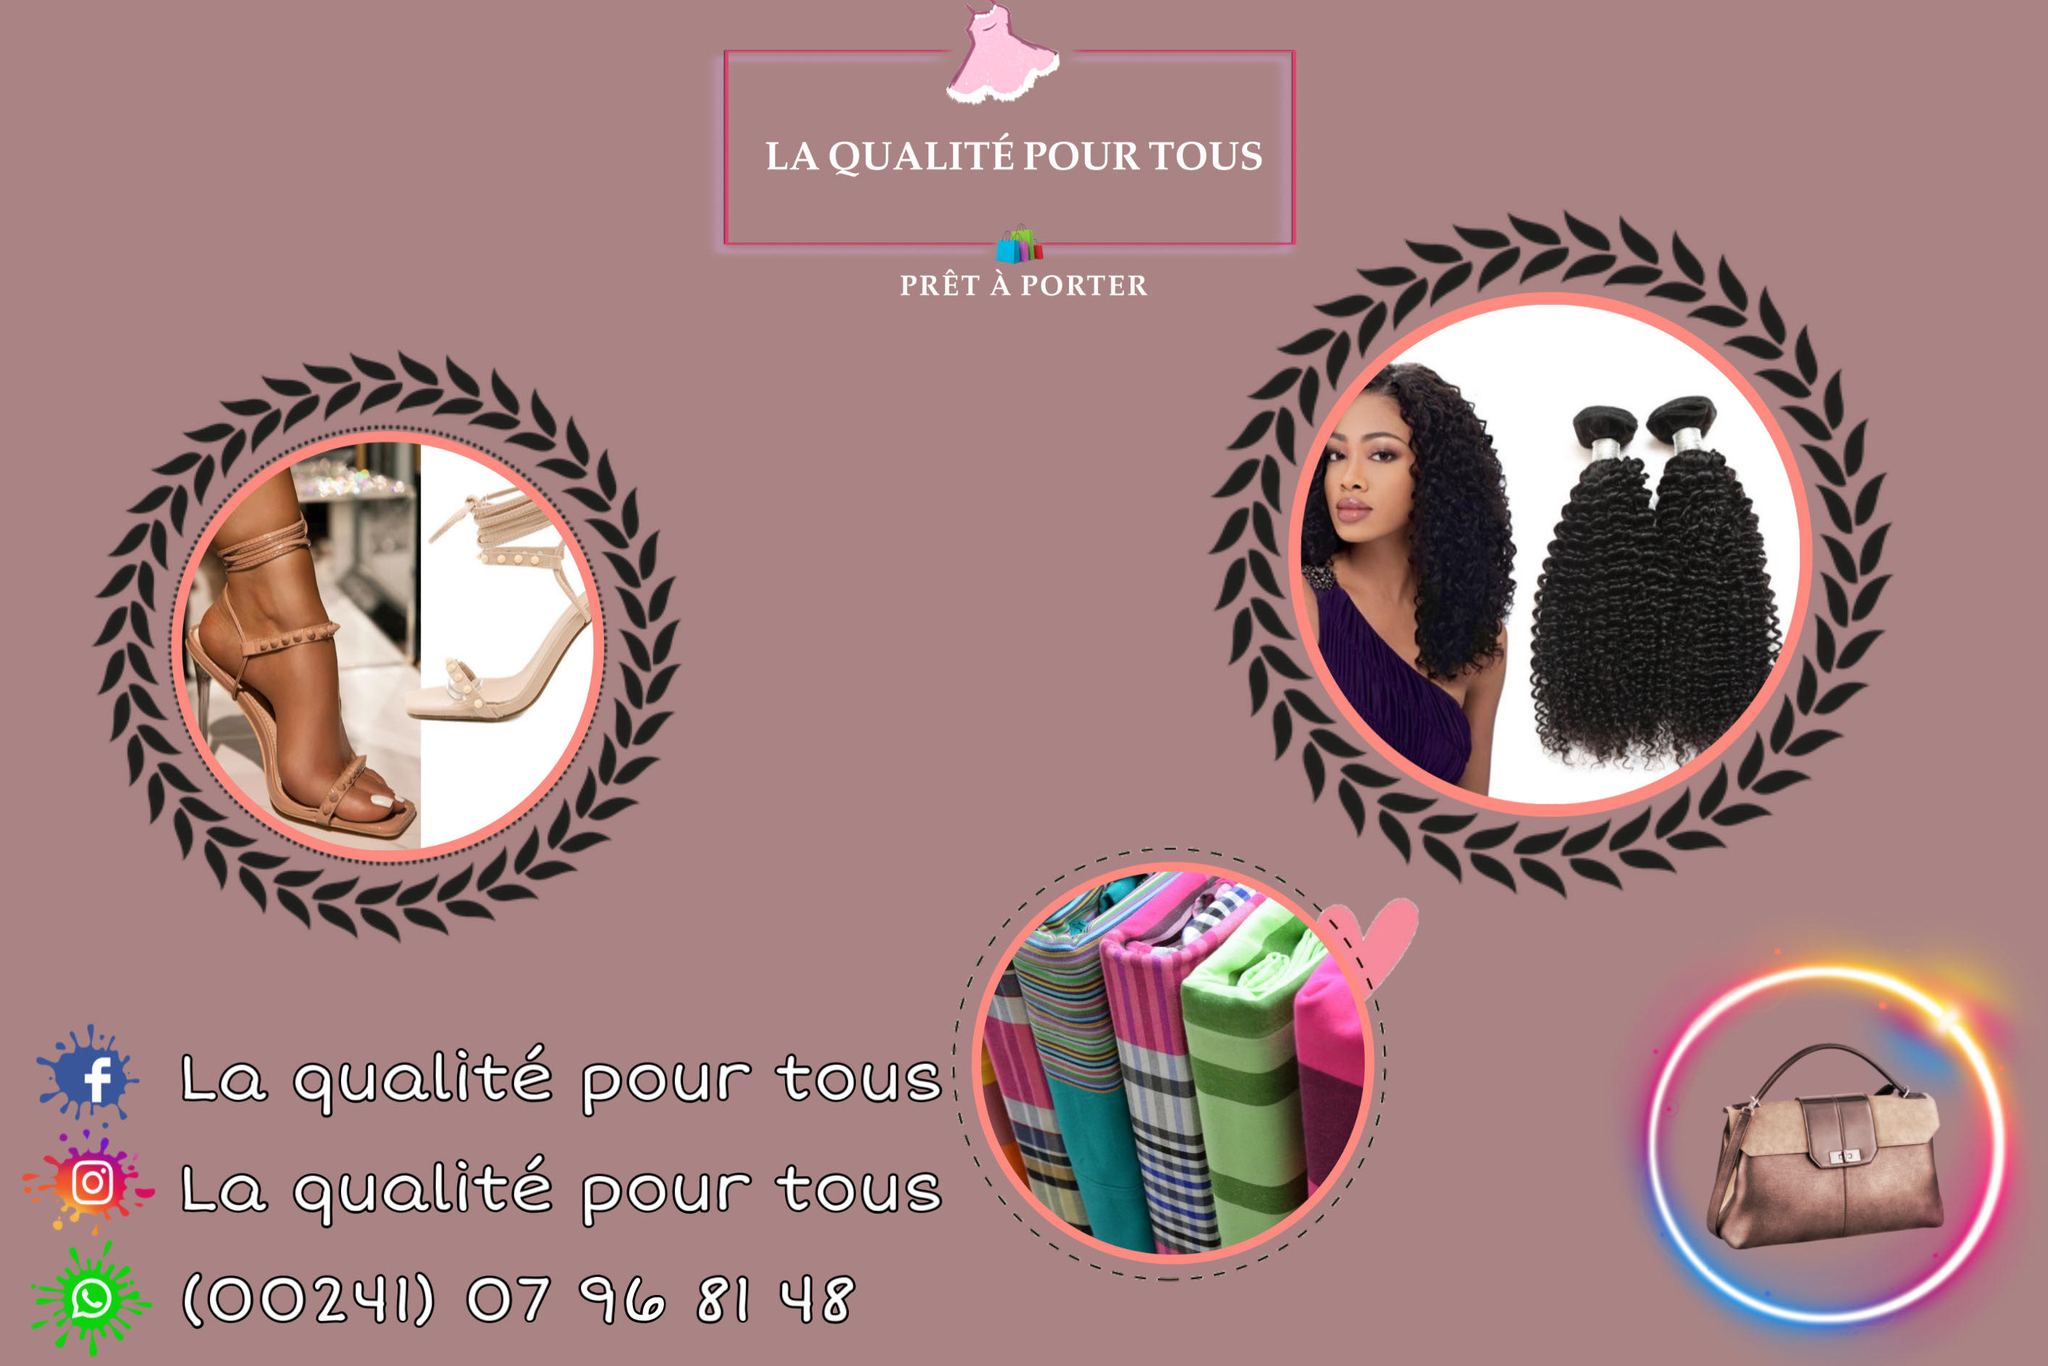 LA QUALITÉ POUR TOUS
PRÊT À PORTER
La qualité pour tous
La qualité pour tous
(00241) 07 96 81 48